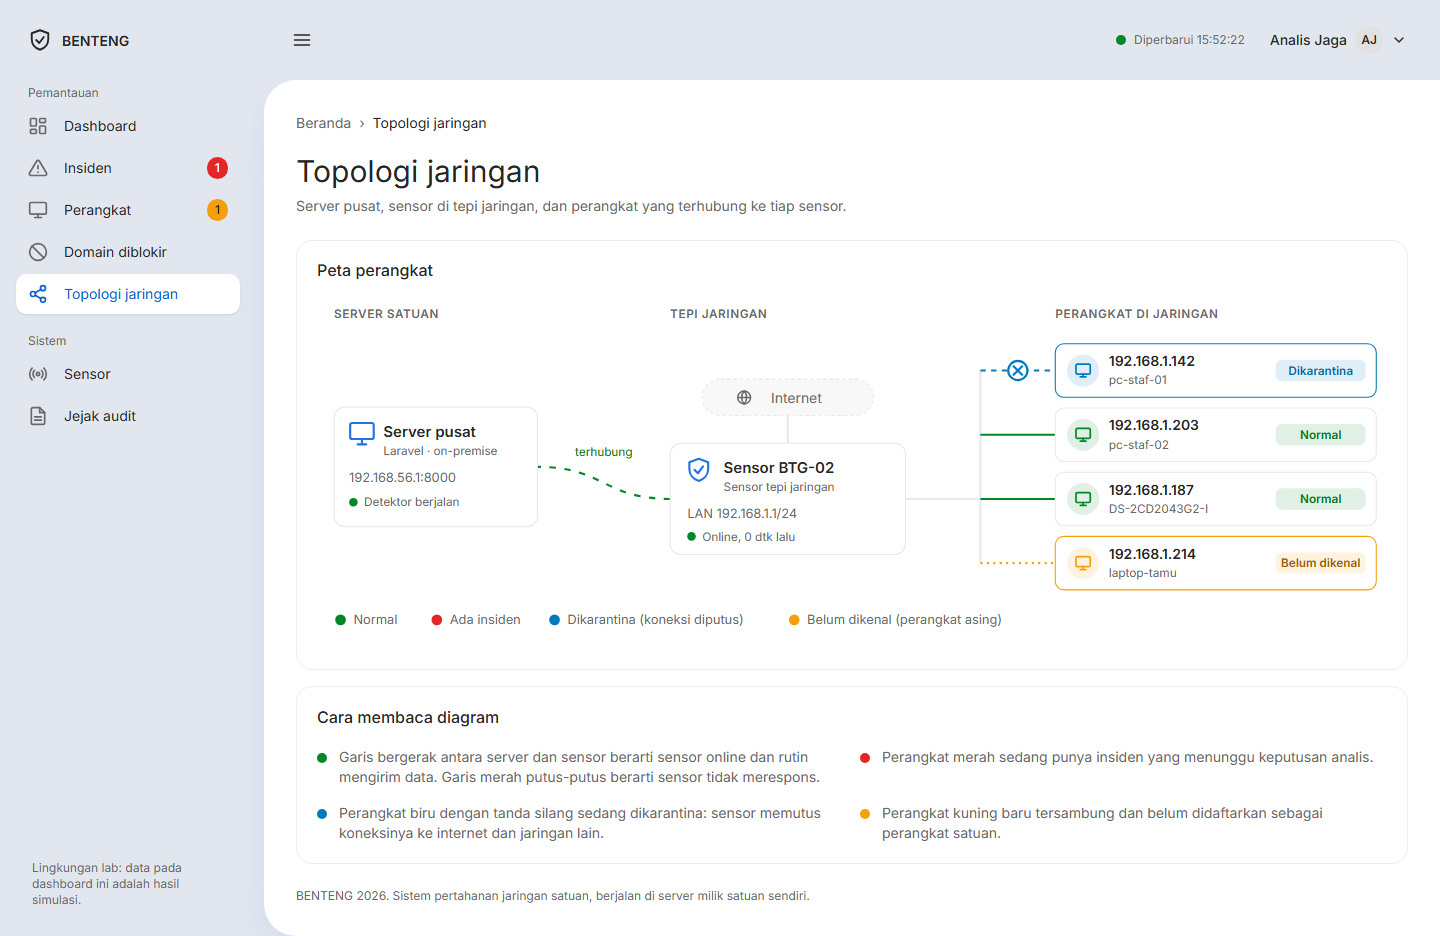 BENTENG
Diperbarui 15:52:22
Analis Jaga
AJ
Pemantauan
Dashboard
Insiden
1
Perangkat
1
Domain diblokir
Topologi jaringan
Sistem
Sensor
Jejak audit
Lingkungan lab: data pada
dashboard ini adalah hasil
simulasi.
Beranda › Topologi jaringan
Topologi jaringan
Server pusat, sensor di tepi jaringan, dan perangkat yang terhubung ke tiap sensor.
Peta perangkat
SERVER SATUAN
TEPI JARINGAN
PERANGKAT DI JARINGAN
Server pusat
Laravel · on-premise
192.168.56.1:8000
Detektor berjalan
terhubung
Internet
Sensor BTG-02
Sensor tepi jaringan
LAN 192.168.1.1/24
Online, 0 dtk lalu
192.168.1.142
pc-staf-01
Dikarantina
192.168.1.203
pc-staf-02
Normal
192.168.1.187
DS-2CD2043G2-I
Normal
192.168.1.214
laptop-tamu
Belum dikenal
Normal
Ada insiden
Dikarantina (koneksi diputus)
Belum dikenal (perangkat asing)
Cara membaca diagram
Garis bergerak antara server dan sensor berarti sensor online dan rutin
mengirim data. Garis merah putus-putus berarti sensor tidak merespons.
Perangkat merah sedang punya insiden yang menunggu keputusan analis.
Perangkat biru dengan tanda silang sedang dikarantina: sensor memutus
koneksinya ke internet dan jaringan lain.
Perangkat kuning baru tersambung dan belum didaftarkan sebagai
perangkat satuan.
BENTENG 2026. Sistem pertahanan jaringan satuan, berjalan di server milik satuan sendiri.